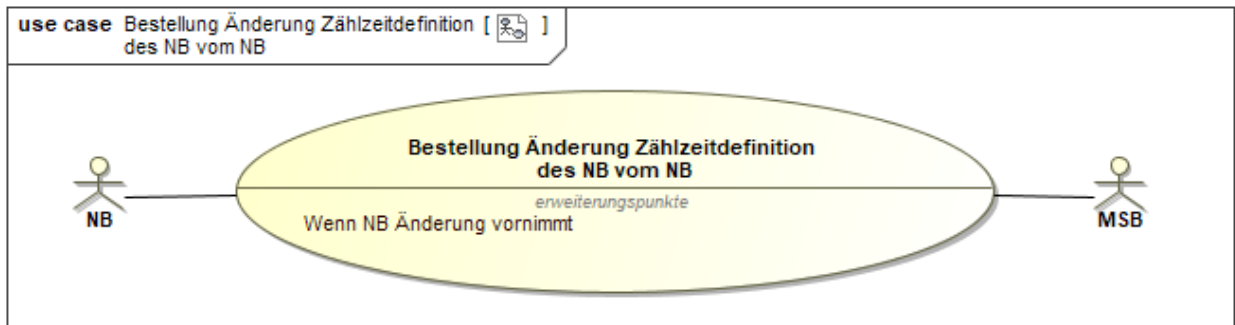 use case Bestellung Änderung Zählzeitdefinition [ ]
des NB vom NB
Bestellung Änderung Zählzeitdefinition
des NB vom NB
erweiterungspunkte
Wenn NB Änderung vornimmt
NB
MSB